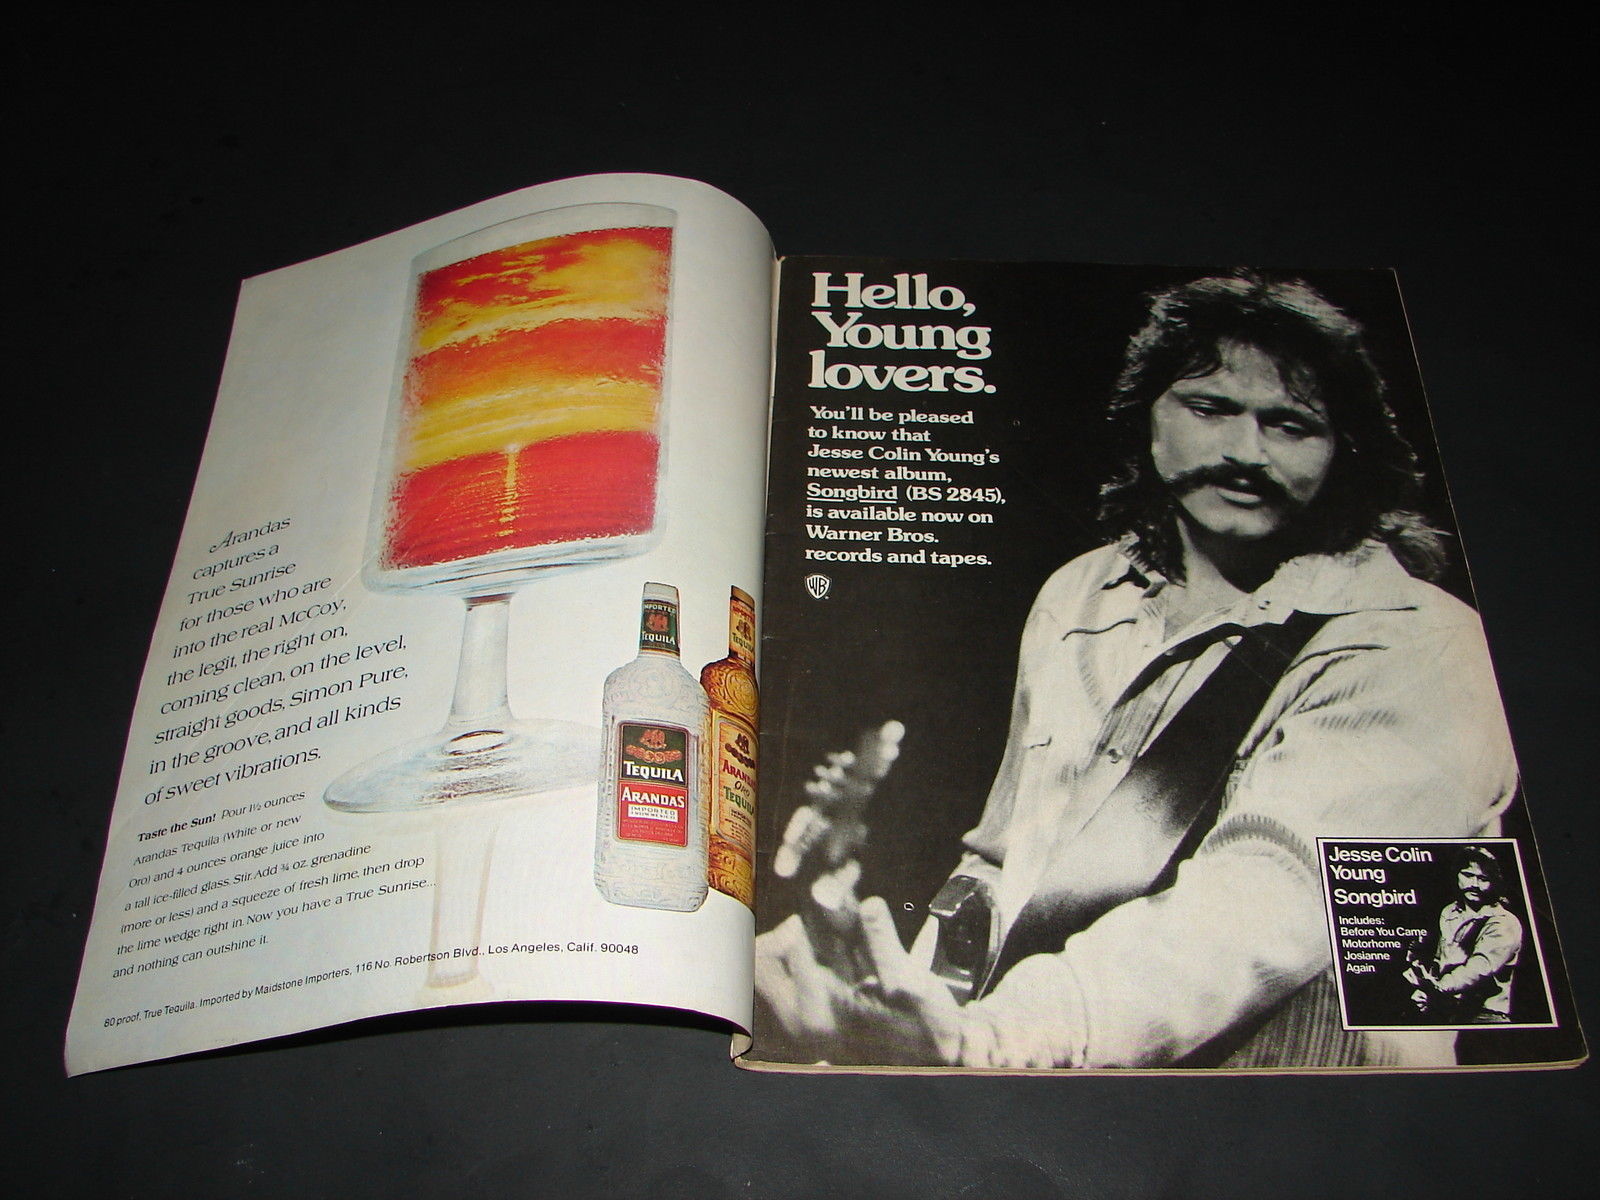 Arandas
captures a
True Sunrise
for those who are
into the real McCoy,
the legit, the right on,
coming clean, on the level,
straight goods, Simon Pure,
in the groove, and all kinds
of sweet vibrations.
Taste the Sun! Pour 1½ ounces
Arandas Tequila (White or new
Oro) and 4 ounces orange juice into
a tall ice-filled glass. Stir. Add ¾ oz. grenadine
(more or less) and a squeeze of fresh lime, then drop
the lime wedge right in. Now you have a True Sunrise...
and nothing can outshine it.
80 proof. True Tequila. Imported by Maidstone Importers, 116 No. Robertson Blvd., Los Angeles, Calif. 90048
IMPORTED
TEQUILA
TEQUILA
ARANDAS
IMPORTED
FROM MEXICO
ORO
Hello,
Young
lovers.
You'll be pleased
to know that
Jesse Colin Young's
newest album,
Songbird (BS 2845),
is available now on
Warner Bros.
records and tapes.
WB
Jesse Colin
Young
Songbird
Includes:
Before You Came
Motorhome
Josianne
Again